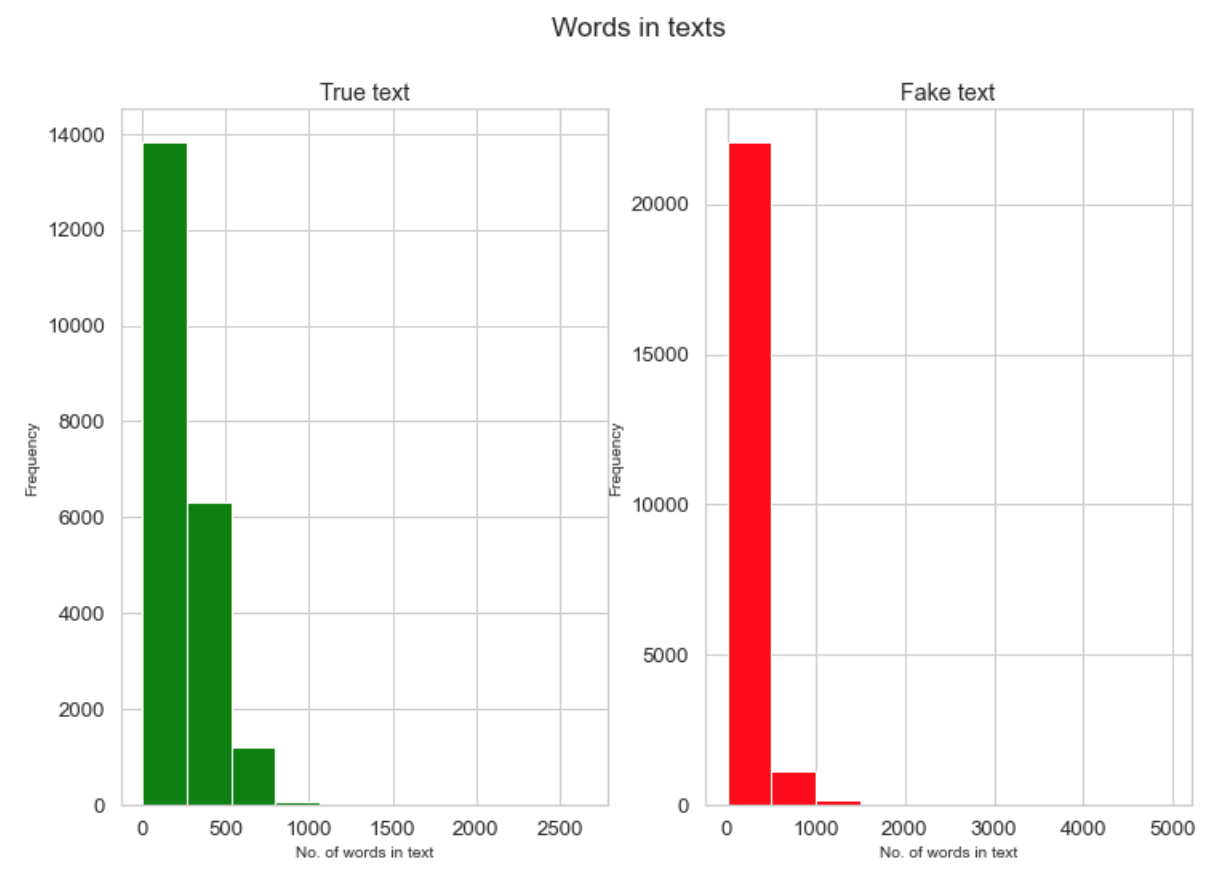 Words in texts
True text
14000
12000
10000
8000
6000
4000
2000
0
Frequency
0 500 1000 1500 2000 2500
No. of words in text
Fake text
20000
15000
10000
5000
0
Frequency
0 1000 2000 3000 4000 5000
No. of words in text